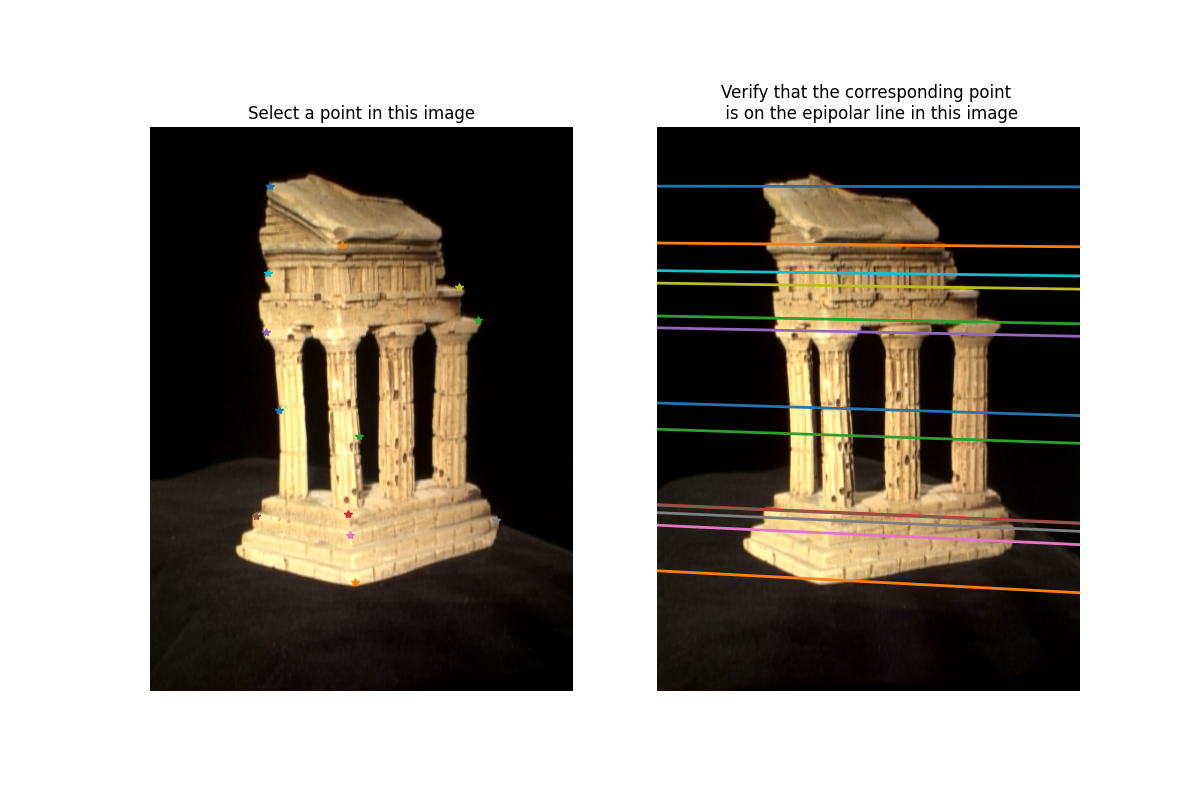 Select a point in this image
Verify that the corresponding point
is on the epipolar line in this image